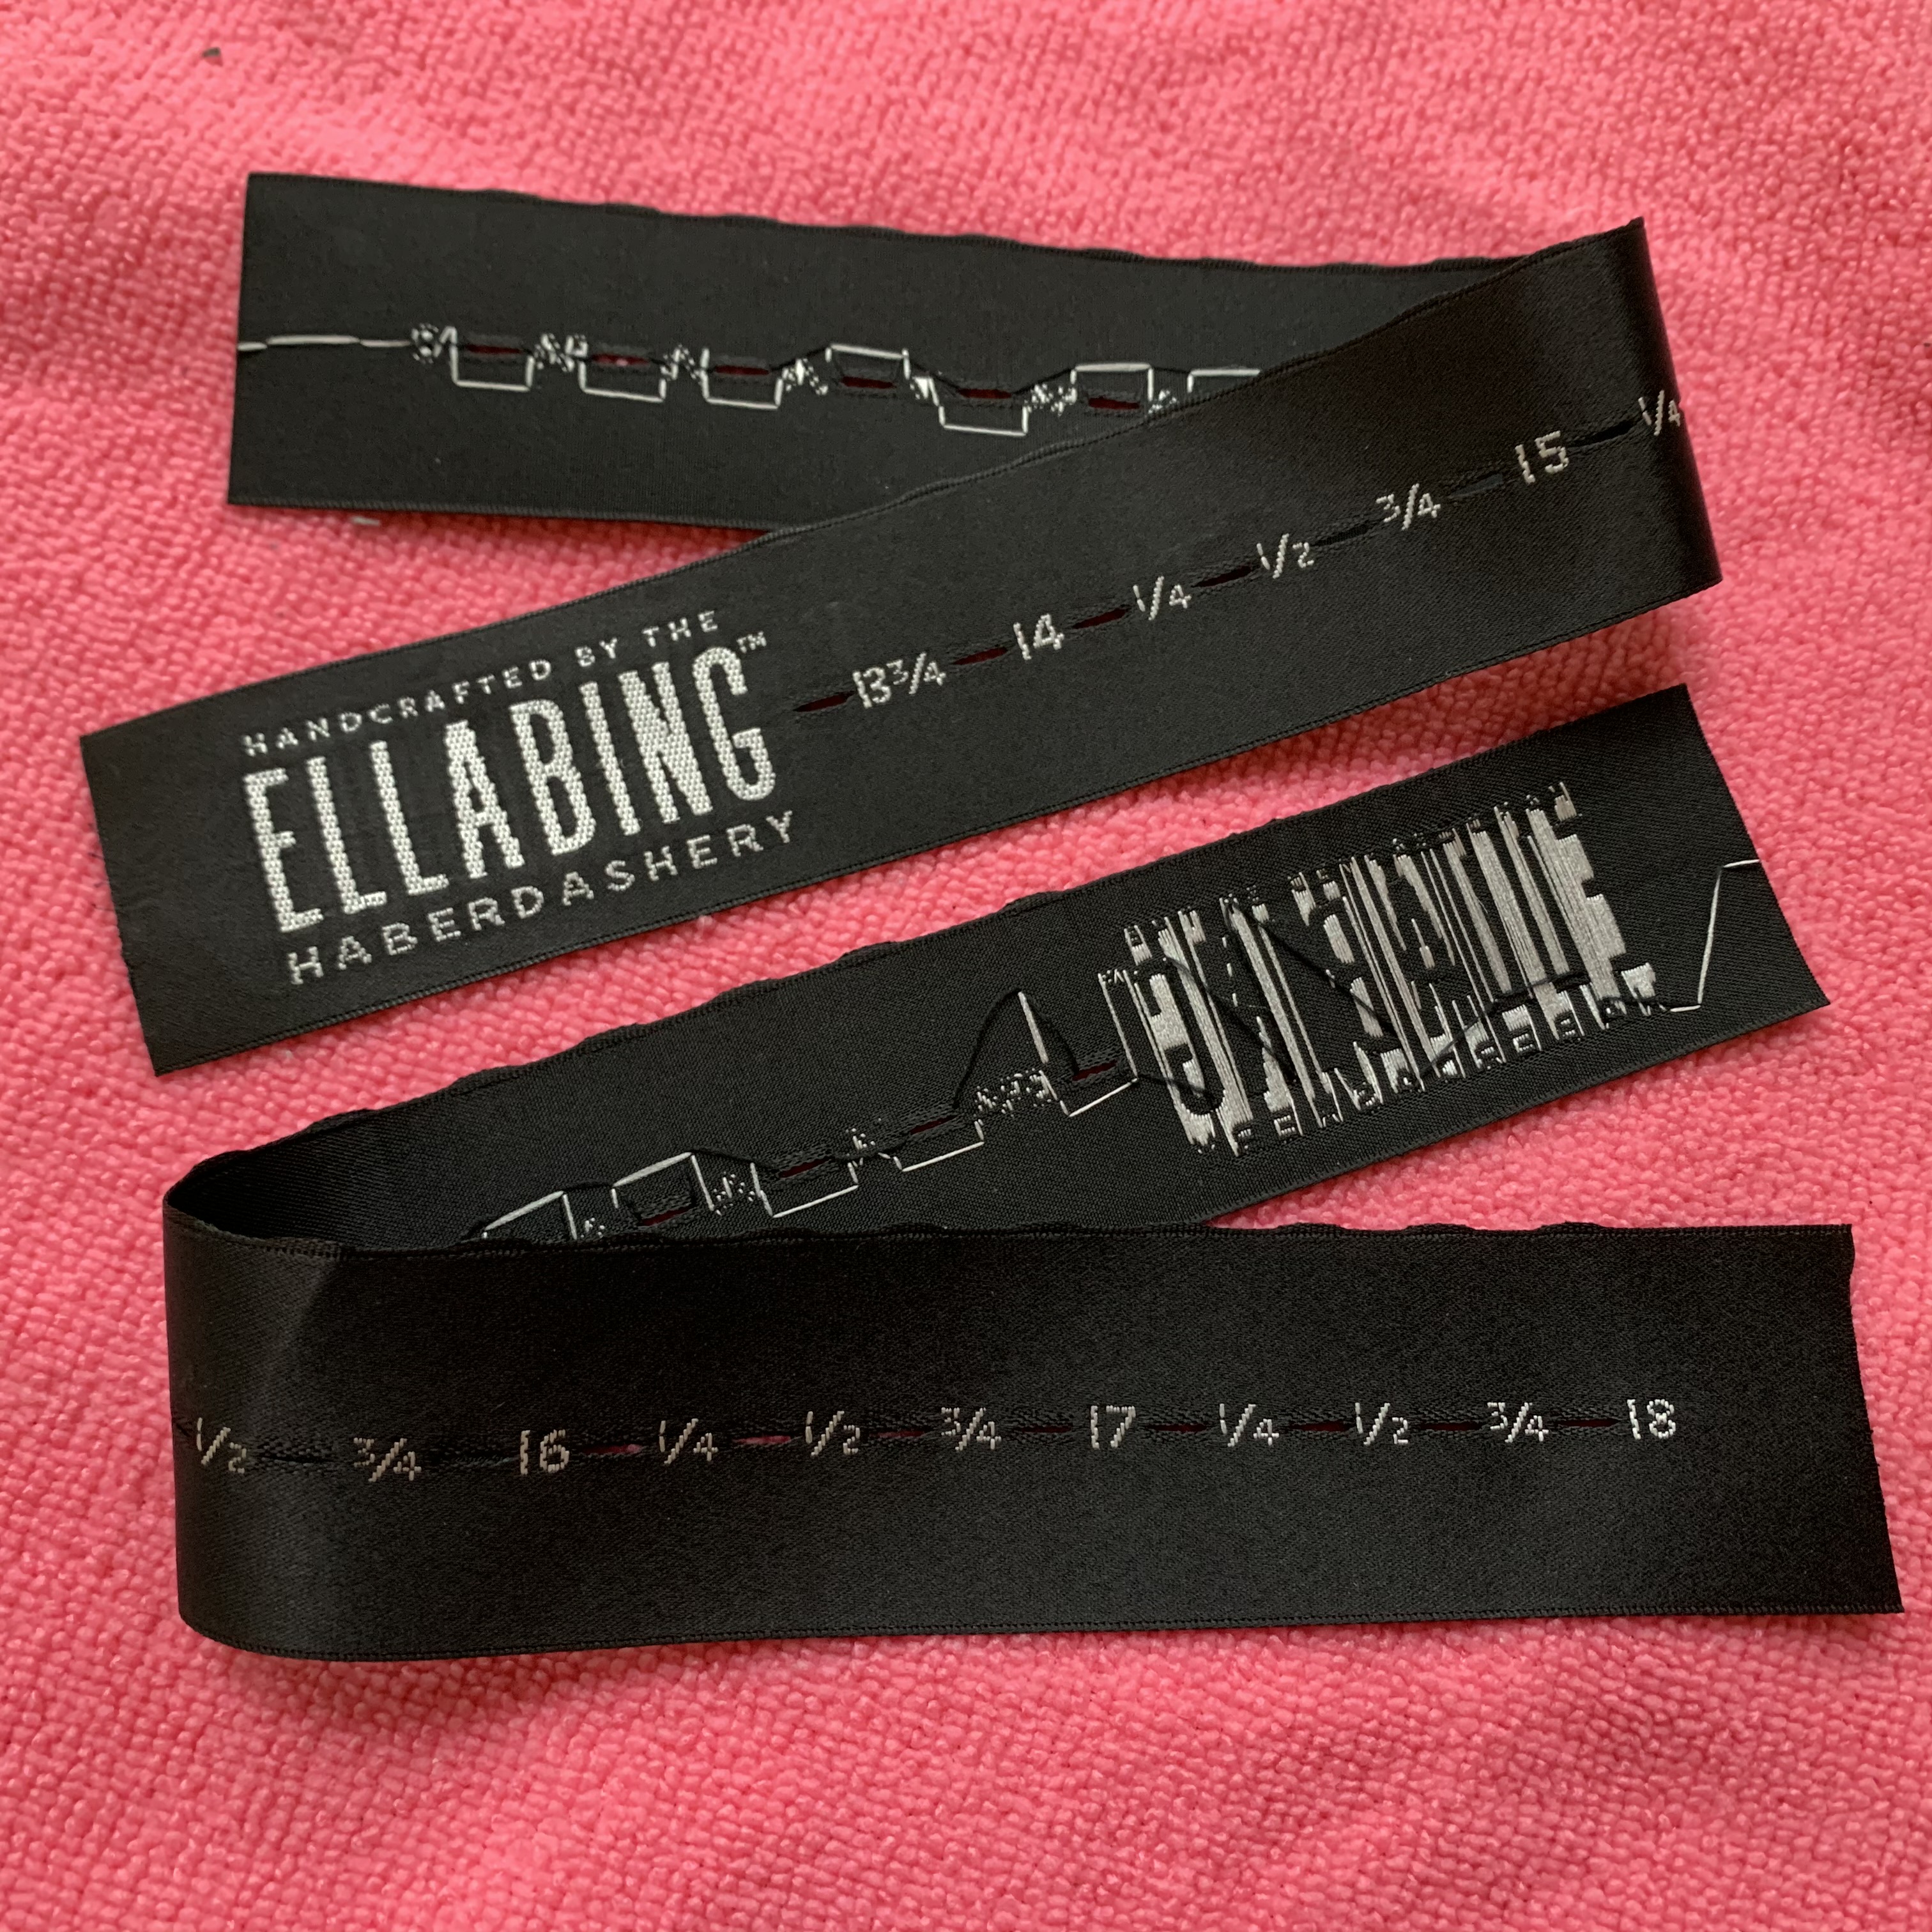 HANDCRAFTED BY THE
ELLABING™
HABERDASHERY
13¾ 14 ¼ ½ ¾ 15 ¼
½ ¾ 16 ¼ ½ ¾ 17 ¼ ½ ¾ 18